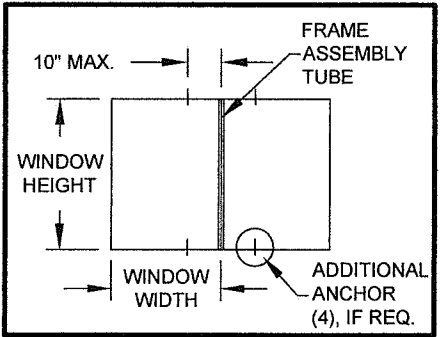 10" MAX.
FRAME
ASSEMBLY
TUBE
WINDOW
HEIGHT
WINDOW
WIDTH
ADDITIONAL
ANCHOR
(4), IF REQ.